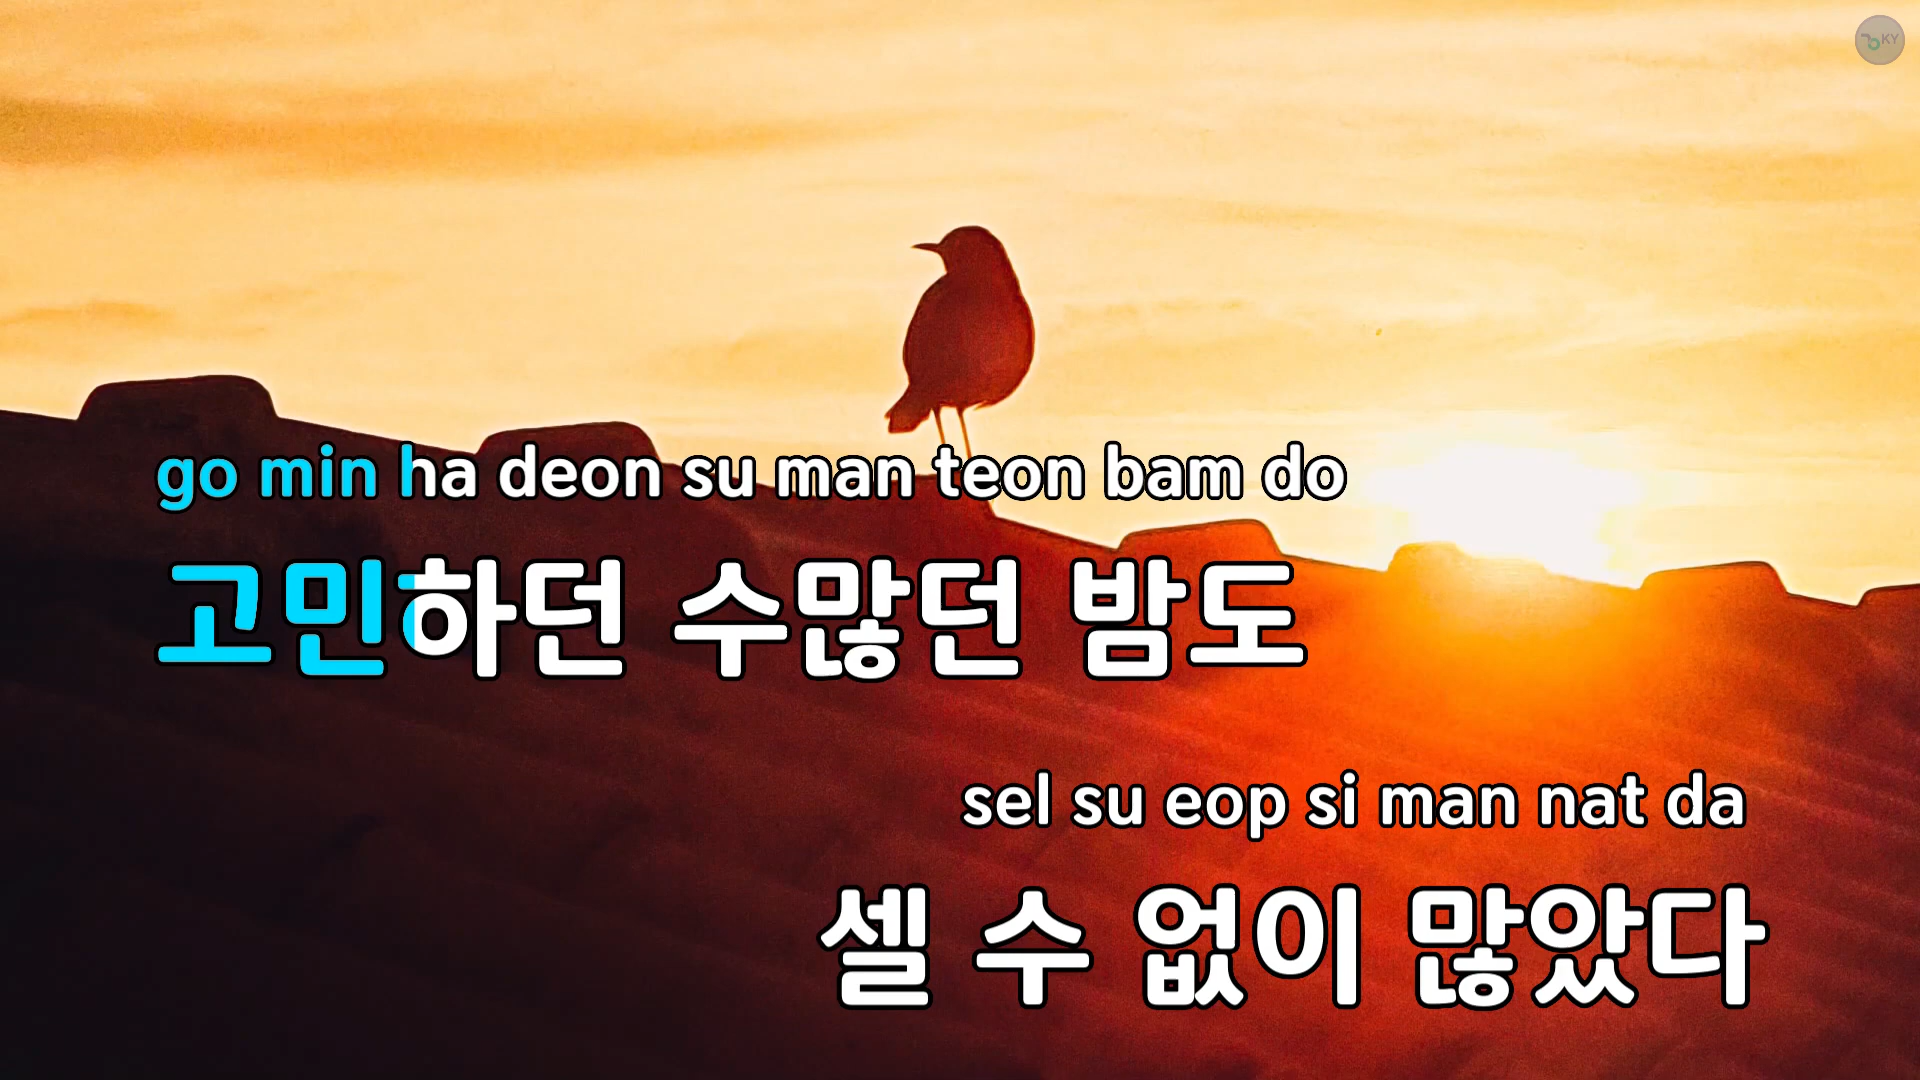 KY
go min ha deon su man teon bam do
고민하던 수많던 밤도
sel su eop si man nat da
셀 수 없이 많았다